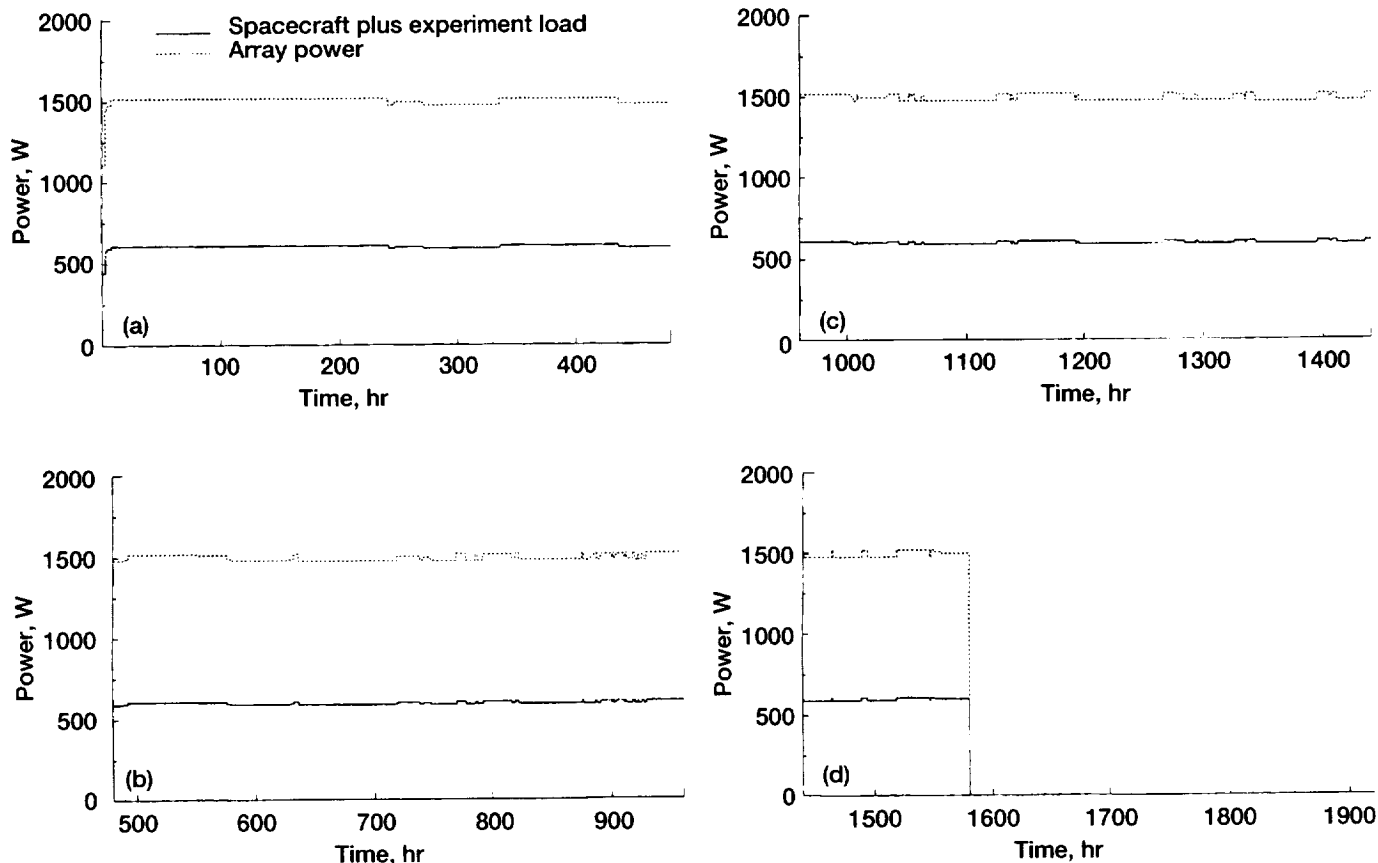 2000
Spacecraft plus experiment load
Array power
1500
Power, W
1000
500
(a)
0
100 200 300 400
Time, hr
2000
1500
Power, W
1000
500
(c)
0
1000 1100 1200 1300 1400
Time, hr
2000
1500
Power, W
1000
500
(b)
0
500 600 700 800 900
Time, hr
2000
1500
Power, W
1000
500
(d)
0
1500 1600 1700 1800 1900
Time, hr